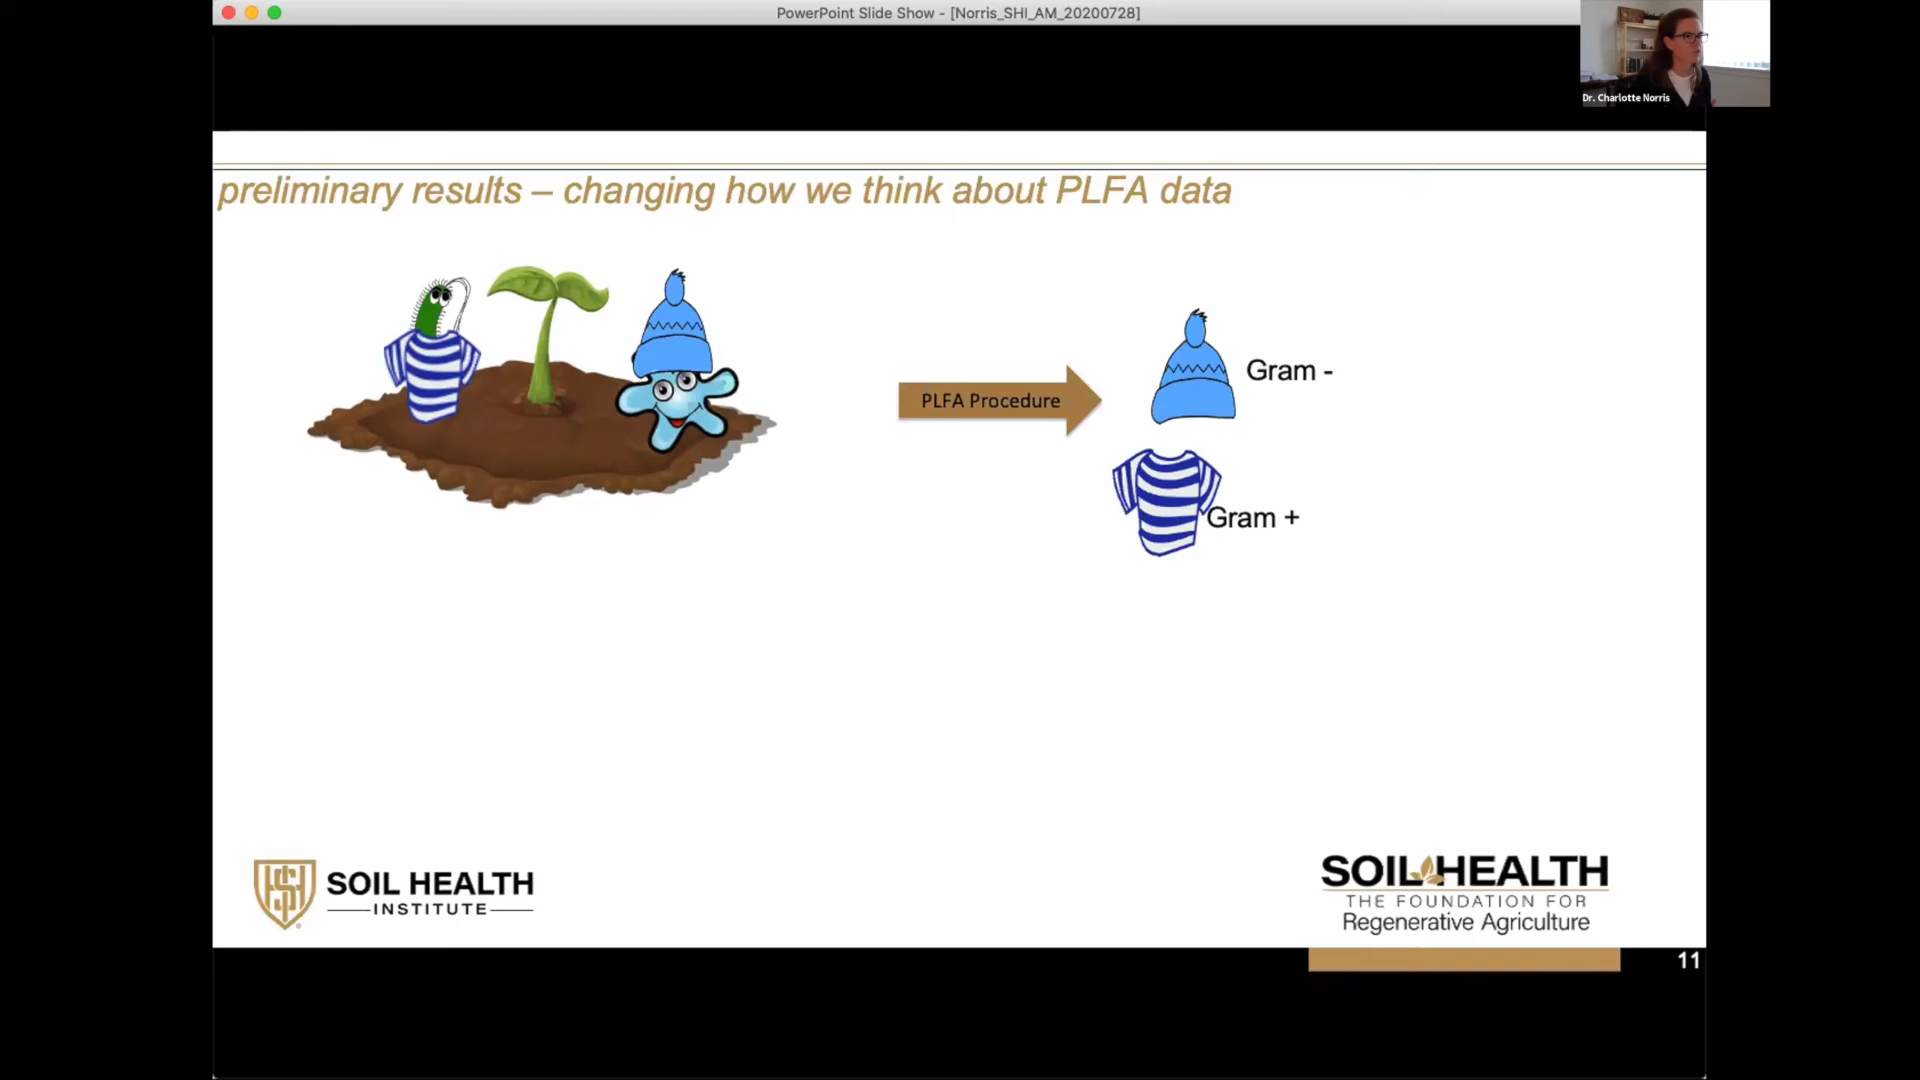 PowerPoint Slide Show - [Norris_SHI_AM_20200728]
Dr. Charlotte Norris
preliminary results – changing how we think about PLFA data
PLFA Procedure
Gram -
Gram +
SOIL HEALTH
INSTITUTE
SOIL HEALTH
THE FOUNDATION FOR
Regenerative Agriculture
11